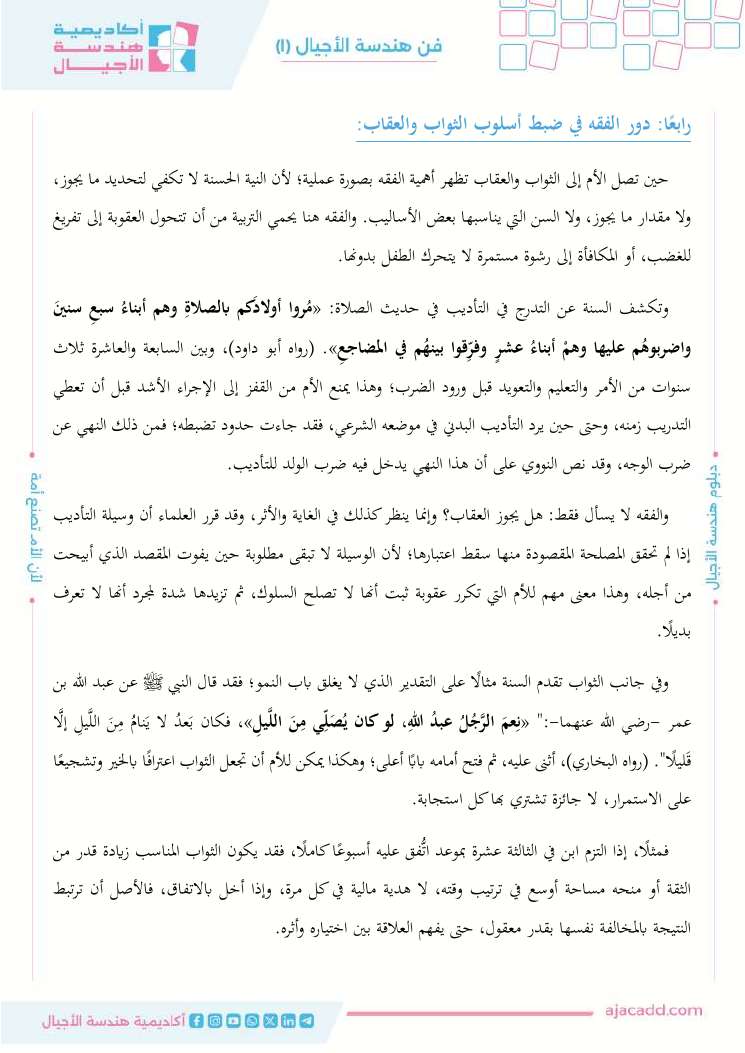 أكاديمية
هندسة
الأجيال
فن هندسة الأجيال (١)
رابعًا: دور الفقه في ضبط أسلوب الثواب والعقاب:
حين تصل الأم إلى الثواب والعقاب تظهر أهمية الفقه بصورة عملية؛ لأن النية الحسنة لا تكفي لتحديد ما يجوز،
ولا مقدار ما يجوز، ولا السن التي يناسبها بعض الأساليب. والفقه هنا يحمي التربية من أن تتحول العقوبة إلى تفريغ
للغضب، أو المكافأة إلى رشوة مستمرة لا يتحرك الطفل بدونها.
وتكشف السنة عن التدرج في التأديب في حديث الصلاة: «مُروا أولادَكم بالصلاةِ وهم أبناءُ سبعِ سنينَ
واضربوهُم عليها وهمْ أبناءُ عشرٍ وفرِّقوا بينهُم في المضاجعِ». (رواه أبو داود)، وبين السابعة والعاشرة ثلاث
سنوات من الأمر والتعليم والتعويد قبل ورود الضرب؛ وهذا يمنع الأم من القفز إلى الإجراء الأشد قبل أن تعطي
التدريب زمنه، وحتى حين يرد التأديب البدني في موضعه الشرعي، فقد جاءت حدود تضبطه؛ فمن ذلك النهي عن
ضرب الوجه، وقد نص النووي على أن هذا النهي يدخل فيه ضرب الولد للتأديب.
والفقه لا يسأل فقط: هل يجوز العقاب؟ وإنما ينظر كذلك في الغاية والأثر، وقد قرر العلماء أن وسيلة التأديب
إذا لم تحقق المصلحة المقصودة منها سقط اعتبارها؛ لأن الوسيلة لا تبقى مطلوبة حين يفوت المقصد الذي أبيحت
من أجله، وهذا معنى مهم للأم التي تكرر عقوبة ثبت أنها لا تصلح السلوك، ثم تزيدها شدة لمجرد أنها لا تعرف
بديلًا.
وفي جانب الثواب تقدم السنة مثالًا على التقدير الذي لا يغلق باب النمو؛ فقد قال النبي ﷺ عن عبد الله بن
عمر -رضي الله عنهما-:" «نِعمَ الرَّجُلُ عبدُ اللهِ، لو كان يُصَلّي مِنَ اللَّيلِ»، فكان بَعدُ لا يَنامُ مِنَ اللَّيلِ إلَّا
قَليلًا". (رواه البخاري)، أثنى عليه، ثم فتح أمامه بابًا أعلى؛ وهكذا يمكن للأم أن تجعل الثواب اعترافًا بالخير وتشجيعًا
على الاستمرار، لا جائزة تشتري بها كل استجابة.
فمثلًا، إذا التزم ابن في الثالثة عشرة بموعد اتُّفق عليه أسبوعًا كاملًا، فقد يكون الثواب المناسب زيادة قدر من
الثقة أو منحه مساحة أوسع في ترتيب وقته، لا هدية مالية في كل مرة، وإذا أخل بالاتفاق، فالأصل أن ترتبط
النتيجة بالمخالفة نفسها بقدر معقول، حتى يفهم العلاقة بين اختياره وأثره.
دبلوم هندسة الأجيال
لأن الأم تصنع أمة
ajacadd.com
أكاديمية هندسة الأجيال